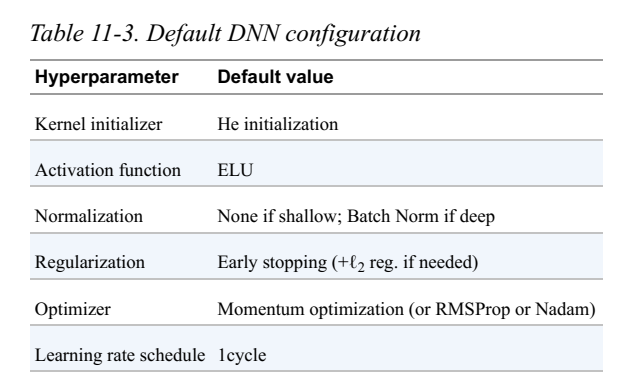 Table 11-3. Default DNN configuration
Hyperparameter Default value
Kernel initializer He initialization
Activation function ELU
Normalization None if shallow; Batch Norm if deep
Regularization Early stopping (+ℓ₂ reg. if needed)
Optimizer Momentum optimization (or RMSProp or Nadam)
Learning rate schedule 1cycle